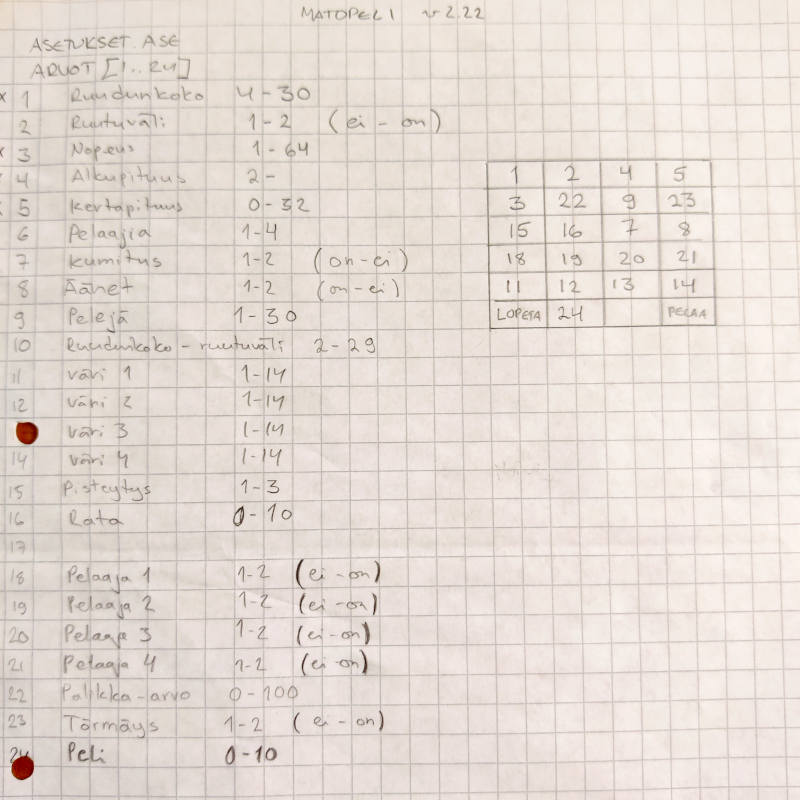 MATOPELI v 2.22
ASETUKSET.ASE
ARVOT [1..24]
x 1 Ruudunkoko 4-30
2 Ruutuväli 1-2 (ei - on)
x 3 Nopeus 1-64
x 4 Alkupituus 2-
x 5 Kertapituus 0-32
6 Pelaajia 1-4
7 Kumitus 1-2 (on-ei)
8 Äänet 1-2 (on-ei)
9 Pelejä 1-30
10 Ruudunkoko - ruutuväli 2-29
11 väri 1 1-14
12 väri 2 1-14
väri 3 1-14
14 väri 4 1-14
15 Pisteytys 1-3
16 Rata 0-10
17
18 Pelaaja 1 1-2 (ei-on)
19 Pelaaja 2 1-2 (ei-on)
20 Pelaaja 3 1-2 (ei-on)
21 Pelaaja 4 1-2 (ei-on)
22 Palikka-arvo 0-100
23 Törmäys 1-2 (ei-on)
24 Peli 0-10
1 2 4 5
3 22 9 23
15 16 7 8
18 19 20 21
11 12 13 14
LOPETA 24 PELAA